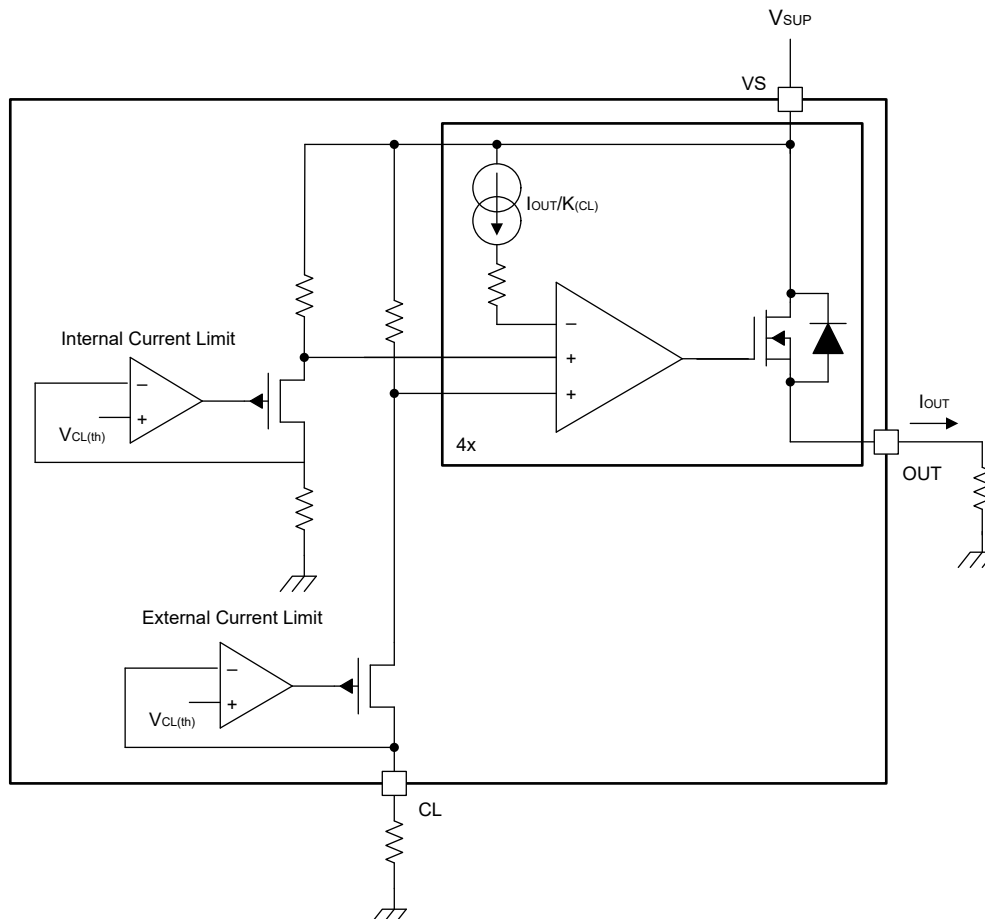 VSUP
VS
IOUT/K(CL)
Internal Current Limit
−
+
VCL(th)
−
+
+
4x
IOUT
OUT
External Current Limit
−
+
VCL(th)
CL